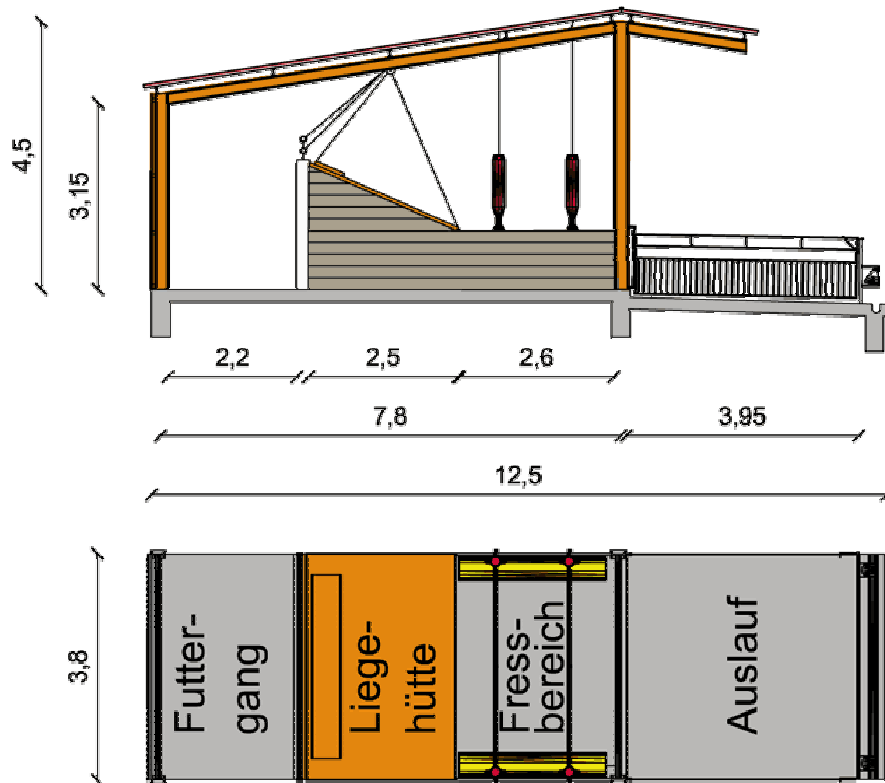 4,5
3,15
2,2
2,5
2,6
7,8
3,95
12,5
3,8
Futter-
gang
Liege-
hütte
Fress-
bereich
Auslauf